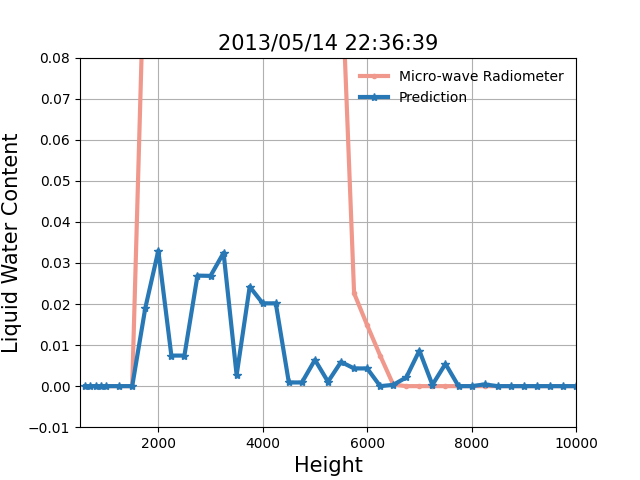 2013/05/14 22:36:39
Micro-wave Radiometer
Prediction
Liquid Water Content
0.08
0.07
0.06
0.05
0.04
0.03
0.02
0.01
0.00
−0.01
2000 4000 6000 8000 10000
Height